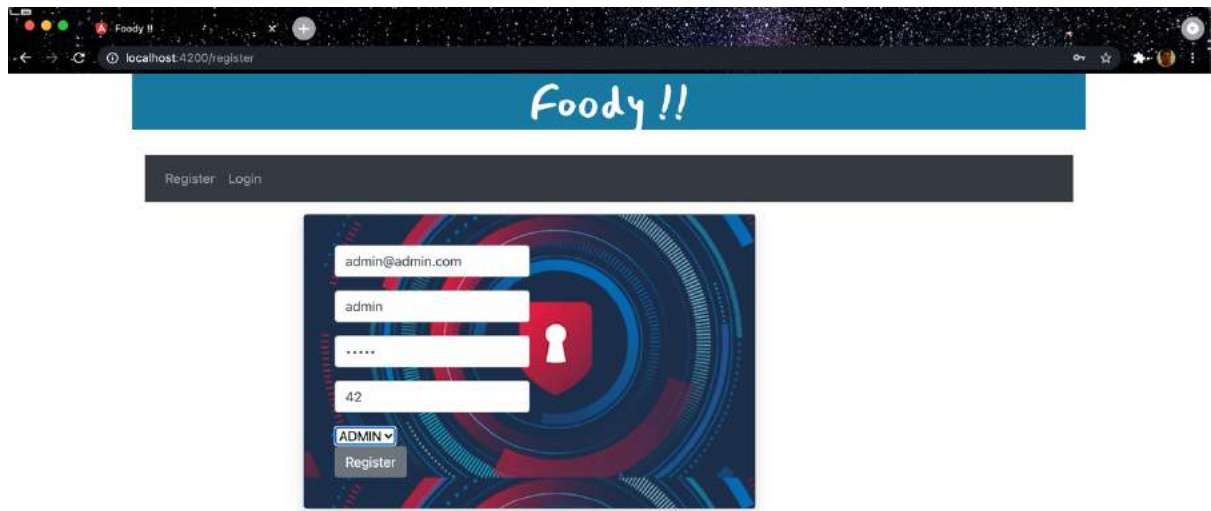 Foody !!
localhost:4200/register
Foody !!
Register Login
admin@admin.com
admin
•••••
42
ADMIN
Register